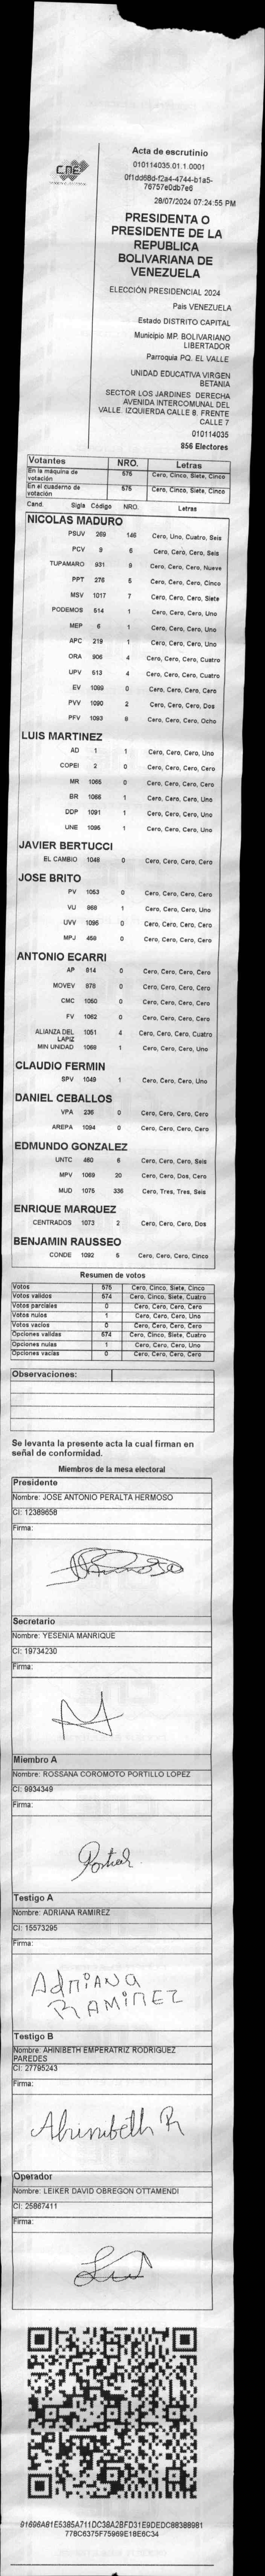 CNE
Acta de escrutinio
010114035.01.1.0001
0f1dd68d-f2a4-4744-b1a5-
76757e0db7e6
28/07/2024 07:24:55 PM
PRESIDENTA O
PRESIDENTE DE LA
REPUBLICA
BOLIVARIANA DE
VENEZUELA
ELECCIÓN PRESIDENCIAL 2024
País VENEZUELA
Estado DISTRITO CAPITAL
Municipio MP. BOLIVARIANO
LIBERTADOR
Parroquia PQ. EL VALLE
UNIDAD EDUCATIVA VIRGEN
BETANIA
SECTOR LOS JARDINES DERECHA
AVENIDA INTERCOMUNAL DEL
VALLE. IZQUIERDA CALLE 8. FRENTE
CALLE 7
010114035
856 Electores
Votantes NRO. Letras
En la máquina de votación 575 Cero, Cinco, Siete, Cinco
En el cuaderno de votación 575 Cero, Cinco, Siete, Cinco
Cand. Sigla Código NRO. Letras
NICOLAS MADURO
PSUV 269 146 Cero, Uno, Cuatro, Seis
PCV 3 6 Cero, Cero, Cero, Seis
TUPAMARO 931 9 Cero, Cero, Cero, Nueve
PPT 276 5 Cero, Cero, Cero, Cinco
MSV 1017 7 Cero, Cero, Cero, Siete
PODEMOS 514 1 Cero, Cero, Cero, Uno
MEP 6 1 Cero, Cero, Cero, Uno
APC 219 1 Cero, Cero, Cero, Uno
ORA 906 4 Cero, Cero, Cero, Cuatro
UPV 613 4 Cero, Cero, Cero, Cuatro
EV 1089 0 Cero, Cero, Cero, Cero
PVV 1090 2 Cero, Cero, Cero, Dos
PFV 1093 8 Cero, Cero, Cero, Ocho
LUIS MARTINEZ
AD 1 1 Cero, Cero, Cero, Uno
COPEI 2 0 Cero, Cero, Cero, Cero
MR 1065 0 Cero, Cero, Cero, Cero
BR 1066 1 Cero, Cero, Cero, Uno
DDP 1091 1 Cero, Cero, Cero, Uno
UNE 1095 1 Cero, Cero, Cero, Uno
JAVIER BERTUCCI
EL CAMBIO 1048 0 Cero, Cero, Cero, Cero
JOSE BRITO
PV 1053 0 Cero, Cero, Cero, Cero
VU 868 1 Cero, Cero, Cero, Uno
UVV 1096 0 Cero, Cero, Cero, Cero
MPJ 458 0 Cero, Cero, Cero, Cero
ANTONIO ECARRI
AP 814 0 Cero, Cero, Cero, Cero
MOVEV 878 0 Cero, Cero, Cero, Cero
CMC 1050 0 Cero, Cero, Cero, Cero
FV 1062 0 Cero, Cero, Cero, Cero
ALIANZA DEL LAPIZ 1051 4 Cero, Cero, Cero, Cuatro
MIN UNIDAD 1068 1 Cero, Cero, Cero, Uno
CLAUDIO FERMIN
SPV 1049 1 Cero, Cero, Cero, Uno
DANIEL CEBALLOS
VPA 236 0 Cero, Cero, Cero, Cero
AREPA 1094 0 Cero, Cero, Cero, Cero
EDMUNDO GONZALEZ
UNTC 450 6 Cero, Cero, Cero, Seis
MPV 1069 20 Cero, Cero, Dos, Cero
MUD 1075 336 Cero, Tres, Tres, Seis
ENRIQUE MARQUEZ
CENTRADOS 1073 2 Cero, Cero, Cero, Dos
BENJAMIN RAUSSEO
CONDE 1092 5 Cero, Cero, Cero, Cinco
Resumen de votos
Votos 575 Cero, Cinco, Siete, Cinco
Votos validos 574 Cero, Cinco, Siete, Cuatro
Votos parciales 0 Cero, Cero, Cero, Cero
Votos nulos 1 Cero, Cero, Cero, Uno
Votos vacios 0 Cero, Cero, Cero, Cero
Opciones validas 574 Cero, Cinco, Siete, Cuatro
Opciones nulas 1 Cero, Cero, Cero, Uno
Opciones vacias 0 Cero, Cero, Cero, Cero
Observaciones:
Se levanta la presente acta la cual firman en
señal de conformidad.
Miembros de la mesa electoral
Presidente
Nombre: JOSE ANTONIO PERALTA HERMOSO
CI: 12389658
Firma:
Secretario
Nombre: YESENIA MANRIQUE
CI: 19734230
Firma:
Miembro A
Nombre: ROSSANA COROMOTO PORTILLO LOPEZ
CI: 9934349
Firma:
Testigo A
Nombre: ADRIANA RAMIREZ
CI: 15573295
Firma:
AdriANA
RAMIREZ
Testigo B
Nombre: AHINIBETH EMPERATRIZ RODRIGUEZ
PAREDES
CI: 27795243
Firma:
Ahinibeth R
Operador
Nombre: LEIKER DAVID OBREGON OTTAMENDI
CI: 25867411
Firma:
91696A61E5385A711DC38A2BFD31E9DEDC88388981
778C6375F75969E18E6C34